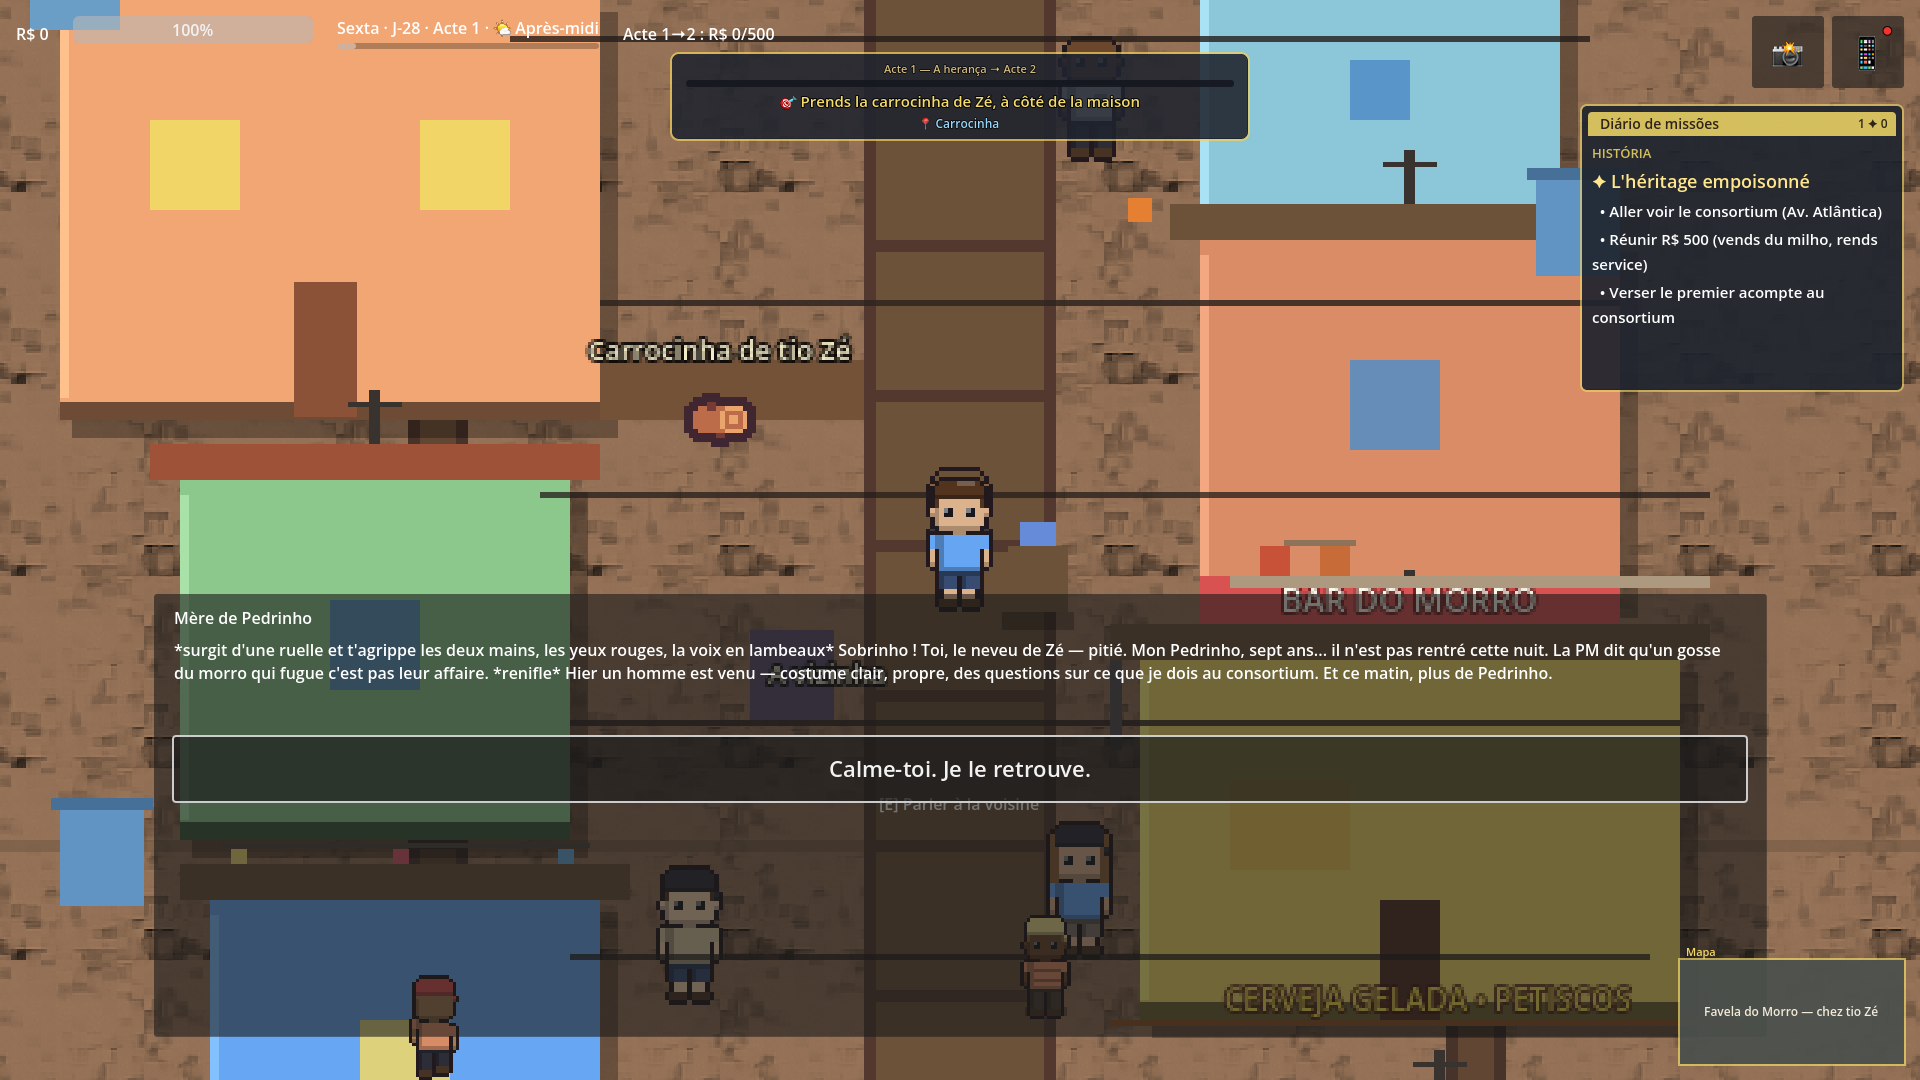 R$ 0
100%
Sexta · J-28 · Acte 1 · 🌤️ Après-midi
Acte 1→2 : R$ 0/500
Acte 1 — A herança → Acte 2
🎯 Prends la carrocinha de Zé, à côté de la maison
📍 Carrocinha
Diário de missões
1 ✦ 0
HISTÓRIA
✦ L'héritage empoisonné
• Aller voir le consortium (Av. Atlântica)
• Réunir R$ 500 (vends du milho, rends
service)
• Verser le premier acompte au
consortium
Carrocinha de tio Zé
BAR DO MORRO
Mère de Pedrinho
*surgit d'une ruelle et t'agrippe les deux mains, les yeux rouges, la voix en lambeaux* Sobrinho ! Toi, le neveu de Zé — pitié. Mon Pedrinho, sept ans... il n'est pas rentré cette nuit. La PM dit qu'un gosse
du morro qui fugue c'est pas leur affaire. *renifle* Hier un homme est venu — costume clair, propre, des questions sur ce que je dois au consortium. Et ce matin, plus de Pedrinho.
Calme-toi. Je le retrouve.
[E] Parler à la voisine
CERVEJA GELADA • PETISCOS
Mapa
Favela do Morro — chez tio Zé